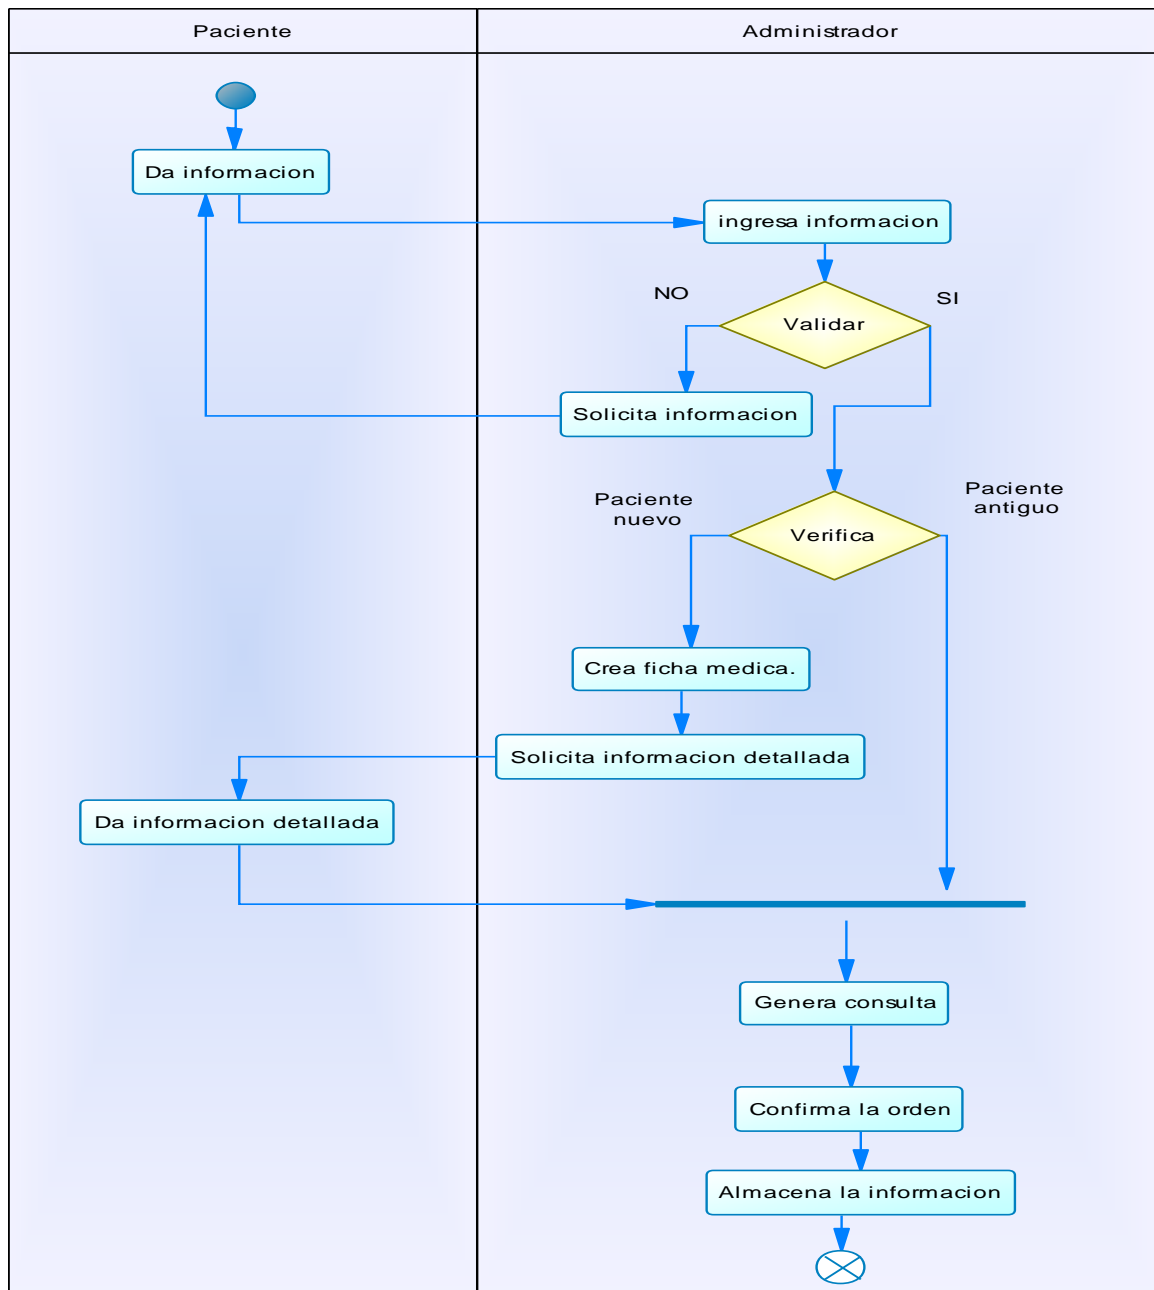 Paciente
Administrador
Da informacion
ingresa informacion
NO
SI
Validar
Solicita informacion
Paciente
nuevo
Paciente
antiguo
Verifica
Crea ficha medica.
Solicita informacion detallada
Da informacion detallada
Genera consulta
Confirma la orden
Almacena la informacion